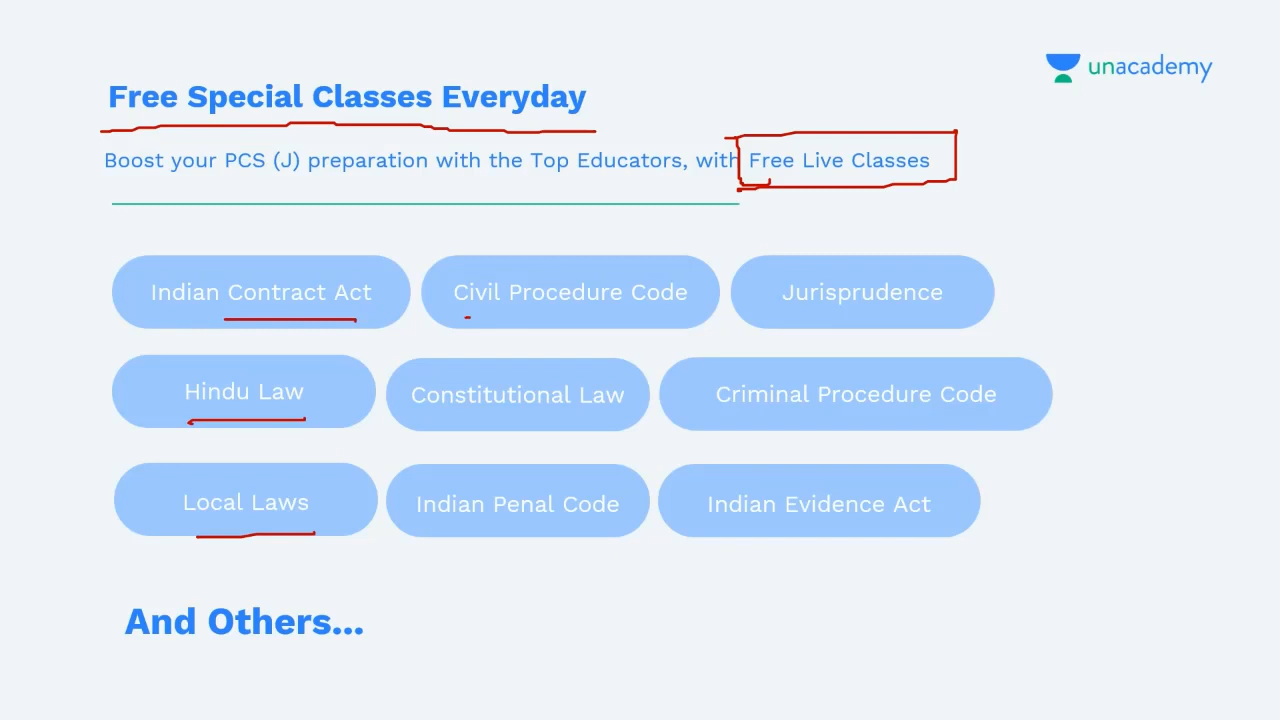 unacademy
Free Special Classes Everyday
Boost your PCS (J) preparation with the Top Educators, with Free Live Classes
Indian Contract Act
Civil Procedure Code
Jurisprudence
Hindu Law
Constitutional Law
Criminal Procedure Code
Local Laws
Indian Penal Code
Indian Evidence Act
And Others...